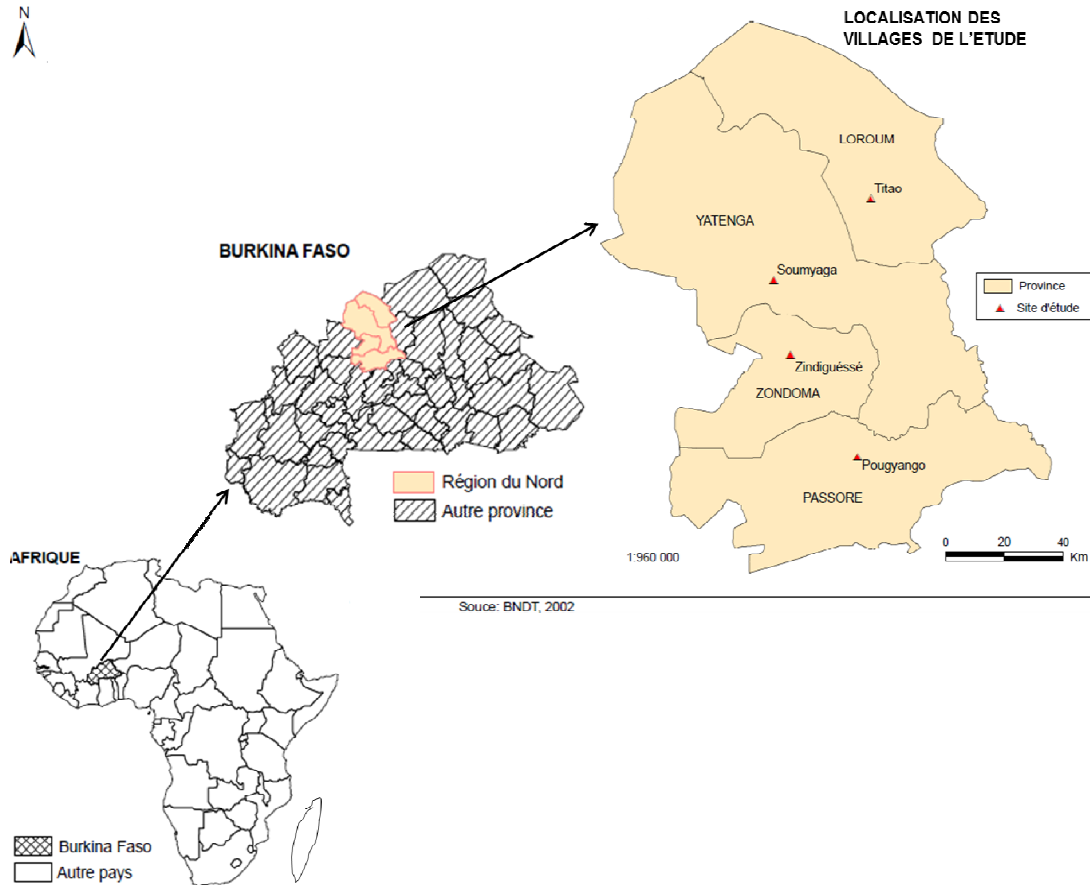 N
LOCALISATION DES
VILLAGES DE L'ETUDE
LOROUM
Titao
YATENGA
BURKINA FASO
Soumyaga
Province
Site d'étude
Zindiguéssé
ZONDOMA
Pougyango
PASSORE
Région du Nord
Autre province
0 20 40
Km
1:960 000
AFRIQUE
Souce: BNDT, 2002
Burkina Faso
Autre pays